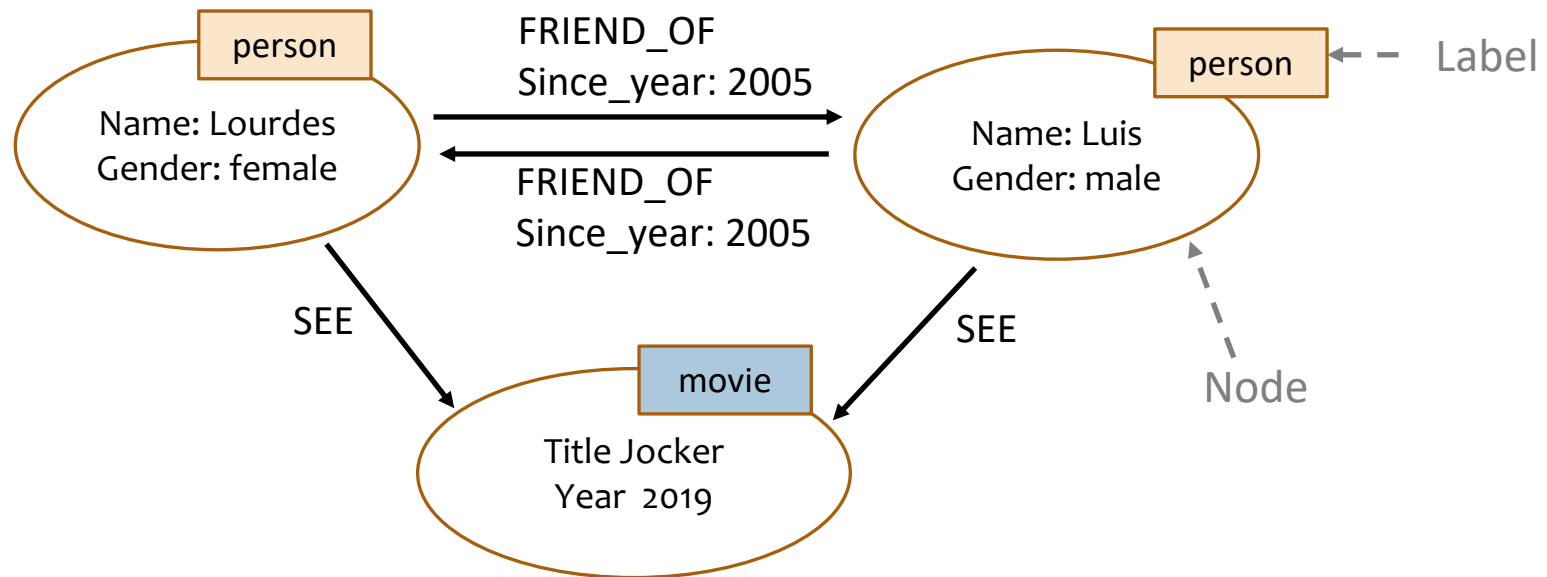 person
Name: Lourdes
Gender: female
FRIEND_OF
Since_year: 2005
FRIEND_OF
Since_year: 2005
person
Name: Luis
Gender: male
Label
Node
SEE
SEE
movie
Title Jocker
Year 2019